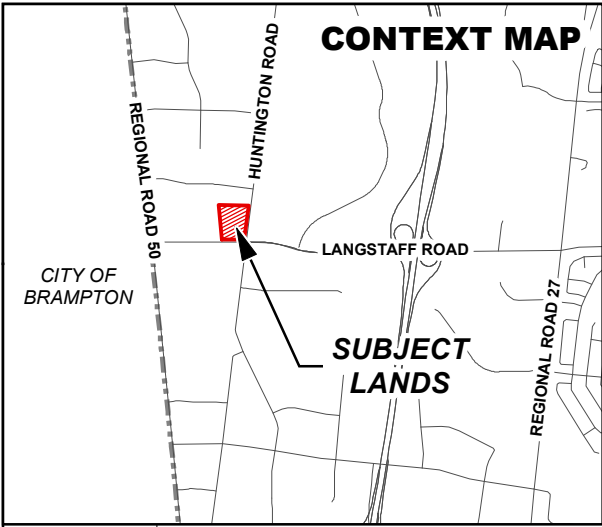 CONTEXT MAP
HUNTINGTON ROAD
REGIONAL ROAD 50
LANGSTAFF ROAD
CITY OF
BRAMPTON
REGIONAL ROAD 27
SUBJECT
LANDS